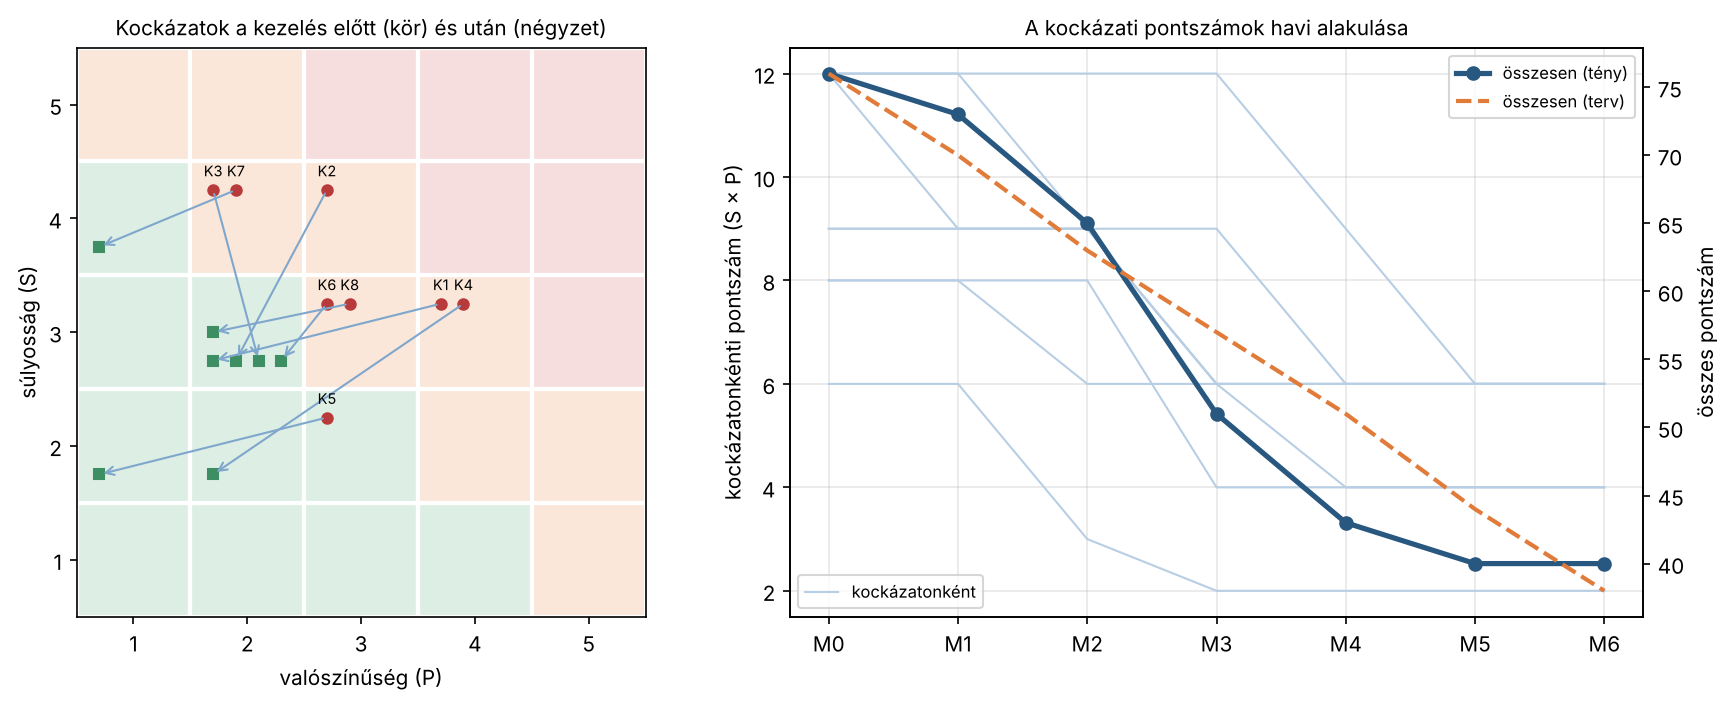 Kockázatok a kezelés előtt (kör) és után (négyzet)
5
4
3
2
1
súlyosság (S)
K3 K7
K2
K6 K8
K1 K4
K5
1 2 3 4 5
valószínűség (P)
A kockázati pontszámok havi alakulása
12
10
8
6
4
2
kockázatonkénti pontszám (S × P)
összesen (tény)
összesen (terv)
kockázatonként
75
70
65
60
55
50
45
40
összes pontszám
M0 M1 M2 M3 M4 M5 M6